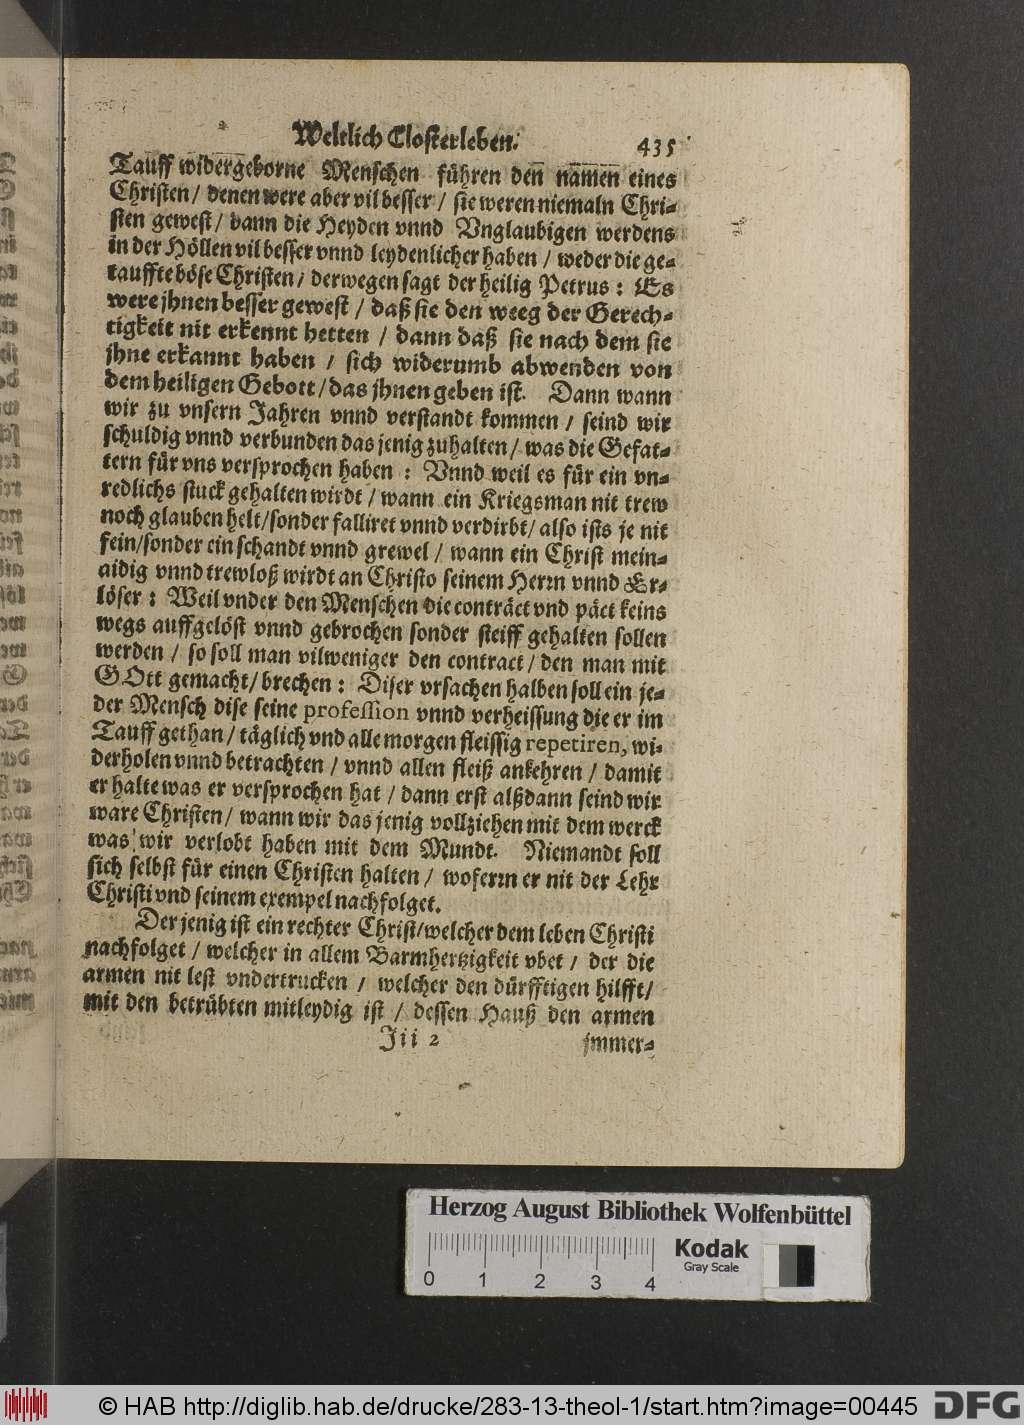 Weltlich Closterleben. 435
Tauff widergeborne Menschen führen den namen eines
Christen / denen were aber vil besser / sie weren niemaln Chri-
sten gewest / dann die Heyden vnnd Vnglaubigen werdens
in der Höllen vil besser vnnd leydenlicher haben / weder die ge-
tauffte böse Christen / derwegen sagt der heilig Petrus : Es
were jhnen besser gewest / daß sie den weeg der Gerech-
tigkeit nit erkennt hetten / dann daß sie nach dem sie
jhne erkannt haben / sich widerumb abwenden von
dem heiligen Gebott / das jhnen geben ist. Dann wann
wir zu vnsern Jahren vnnd verstandt kommen / seind wir
schuldig vnnd verbunden das jenig zuhalten / was die Gefat-
tern für vns versprochen haben : Vnnd weil es für ein vn-
redlichs stuck gehalten wirdt / wann ein Kriegsman nit trew
noch glauben helt / sonder falliret vnnd verdirbt / also ists je nit
fein / sonder ein schandt vnnd grewel / wann ein Christ mein-
aidig vnnd trewloß wirdt an Christo seinem Herrn vnnd Er-
löser : Weil vnder den Menschen die contráct vnd páct keins
wegs auffgelöst vnnd gebrochen sonder steiff gehalten sollen
werden / so soll man vilweniger den contract / den man mit
GOtt gemacht / brechen : Diser vrsachen halben soll ein je-
der Mensch dise seine profession vnnd verheissung die er im
Tauff gethan / täglich vnd alle morgen fleissig repetiren, wi-
derholen vnnd betrachten / vnnd allen fleiß ankehren / damit
er halte was er versprochen hat / dann erst alßdann seind wir
ware Christen / wann wir das jenig vollziehen mit dem werck
was wir verlobt haben mit dem Mundt. Niemandt soll
sich selbst für einen Christen halten / woferrn er nit der Lehr
Christi vnd seinem exempel nachfolget.
Der jenig ist ein rechter Christ / welcher dem leben Christi
nachfolget / welcher in allem Barmhertzigkeit vbet / der die
armen nit lest vndertrucken / welcher den dürfftigen hilfft /
mit den betrübten mitleydig ist / dessen Hauß den armen
Iii 2 jmmer-
Herzog August Bibliothek Wolfenbüttel
Kodak
Gray Scale
0 1 2 3 4
© HAB http://diglib.hab.de/drucke/283-13-theol-1/start.htm?image=00445
DFG